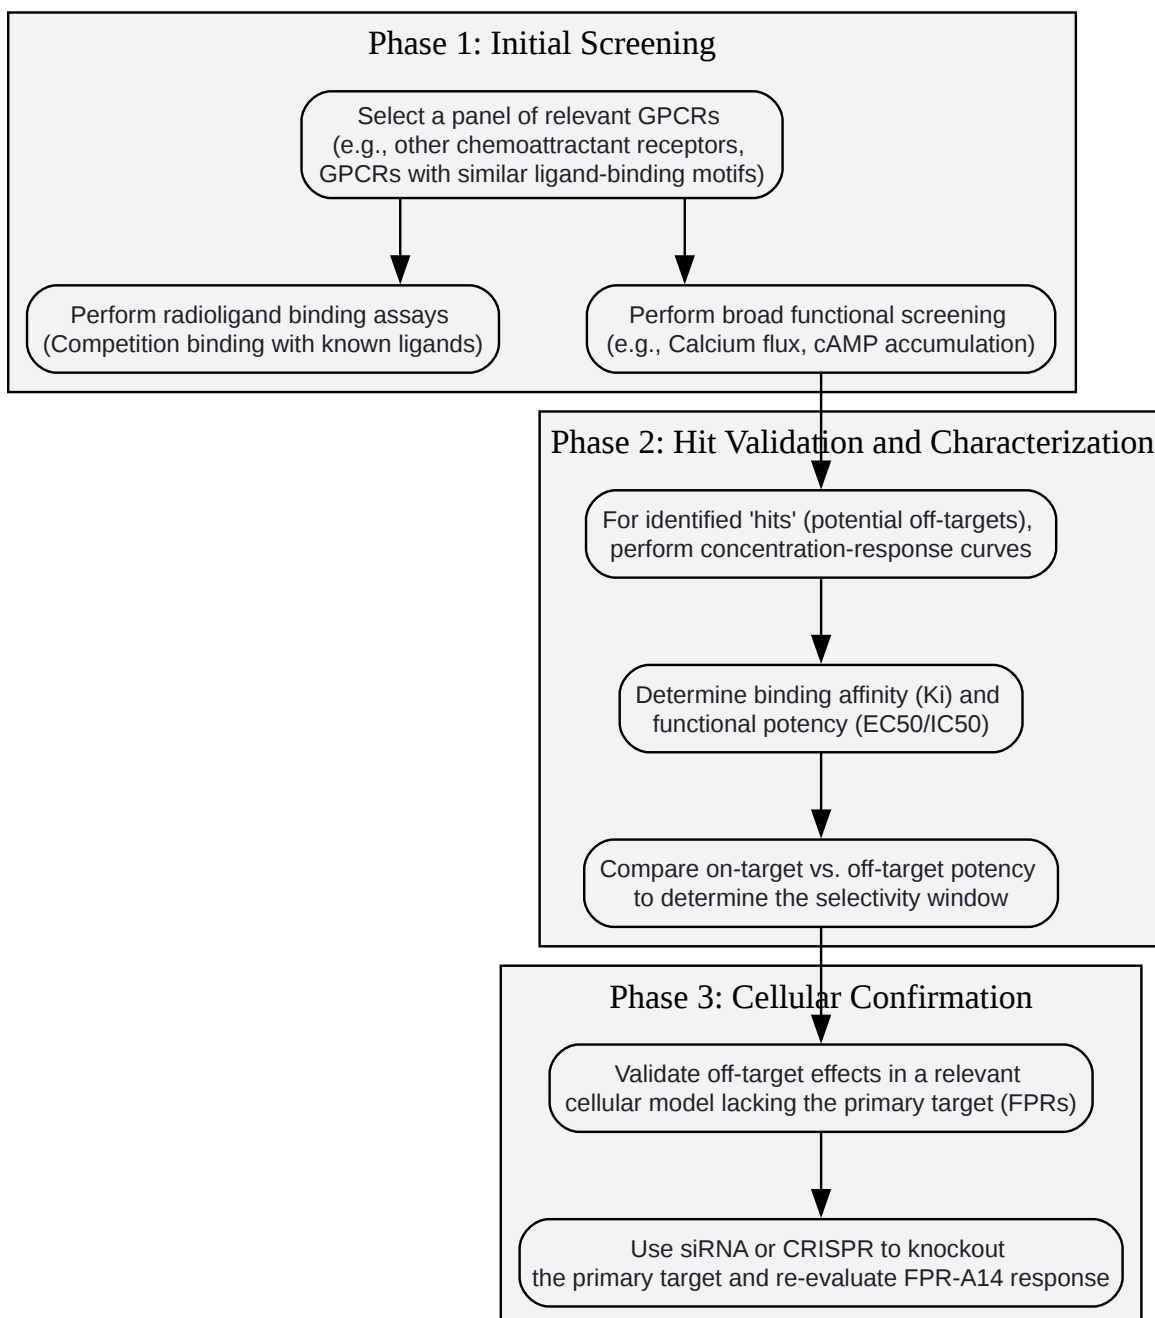 Phase 1: Initial Screening
Select a panel of relevant GPCRs
(e.g., other chemoattractant receptors,
GPCRs with similar ligand-binding motifs)
Perform radioligand binding assays
(Competition binding with known ligands)
Perform broad functional screening
(e.g., Calcium flux, cAMP accumulation)
Phase 2: Hit Validation and Characterization
For identified 'hits' (potential off-targets),
perform concentration-response curves
Determine binding affinity (Ki) and
functional potency (EC50/IC50)
Compare on-target vs. off-target potency
to determine the selectivity window
Phase 3: Cellular Confirmation
Validate off-target effects in a relevant
cellular model lacking the primary target (FPRs)
Use siRNA or CRISPR to knockout
the primary target and re-evaluate FPR-A14 response